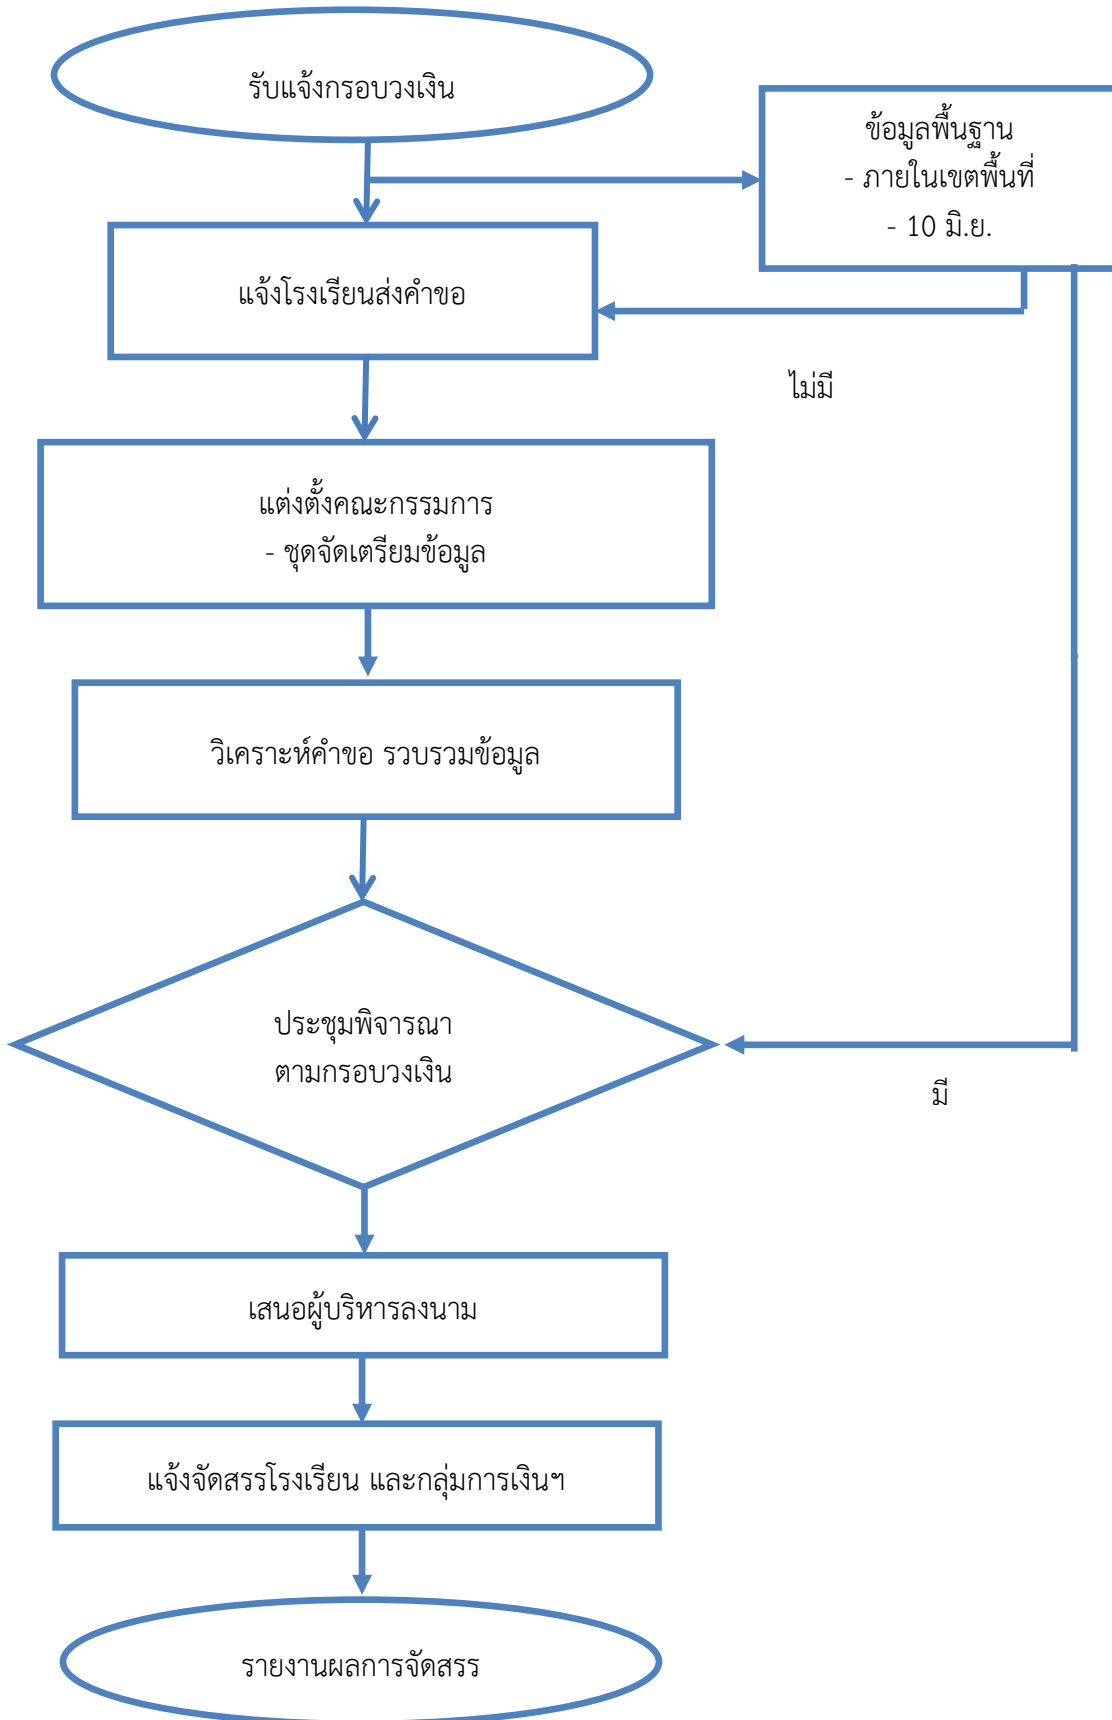 รับแจ้งกรอบวงเงิน
ข้อมูลพื้นฐาน
- ภายในเขตพื้นที่
- 10 มิ.ย.
แจ้งโรงเรียนส่งคำขอ
ไม่มี
แต่งตั้งคณะกรรมการ
- ชุดจัดเตรียมข้อมูล
วิเคราะห์คำขอ รวบรวมข้อมูล
ประชุมพิจารณา
ตามกรอบวงเงิน
มี
เสนอผู้บริหารลงนาม
แจ้งจัดสรรโรงเรียน และกลุ่มการเงินฯ
รายงานผลการจัดสรร